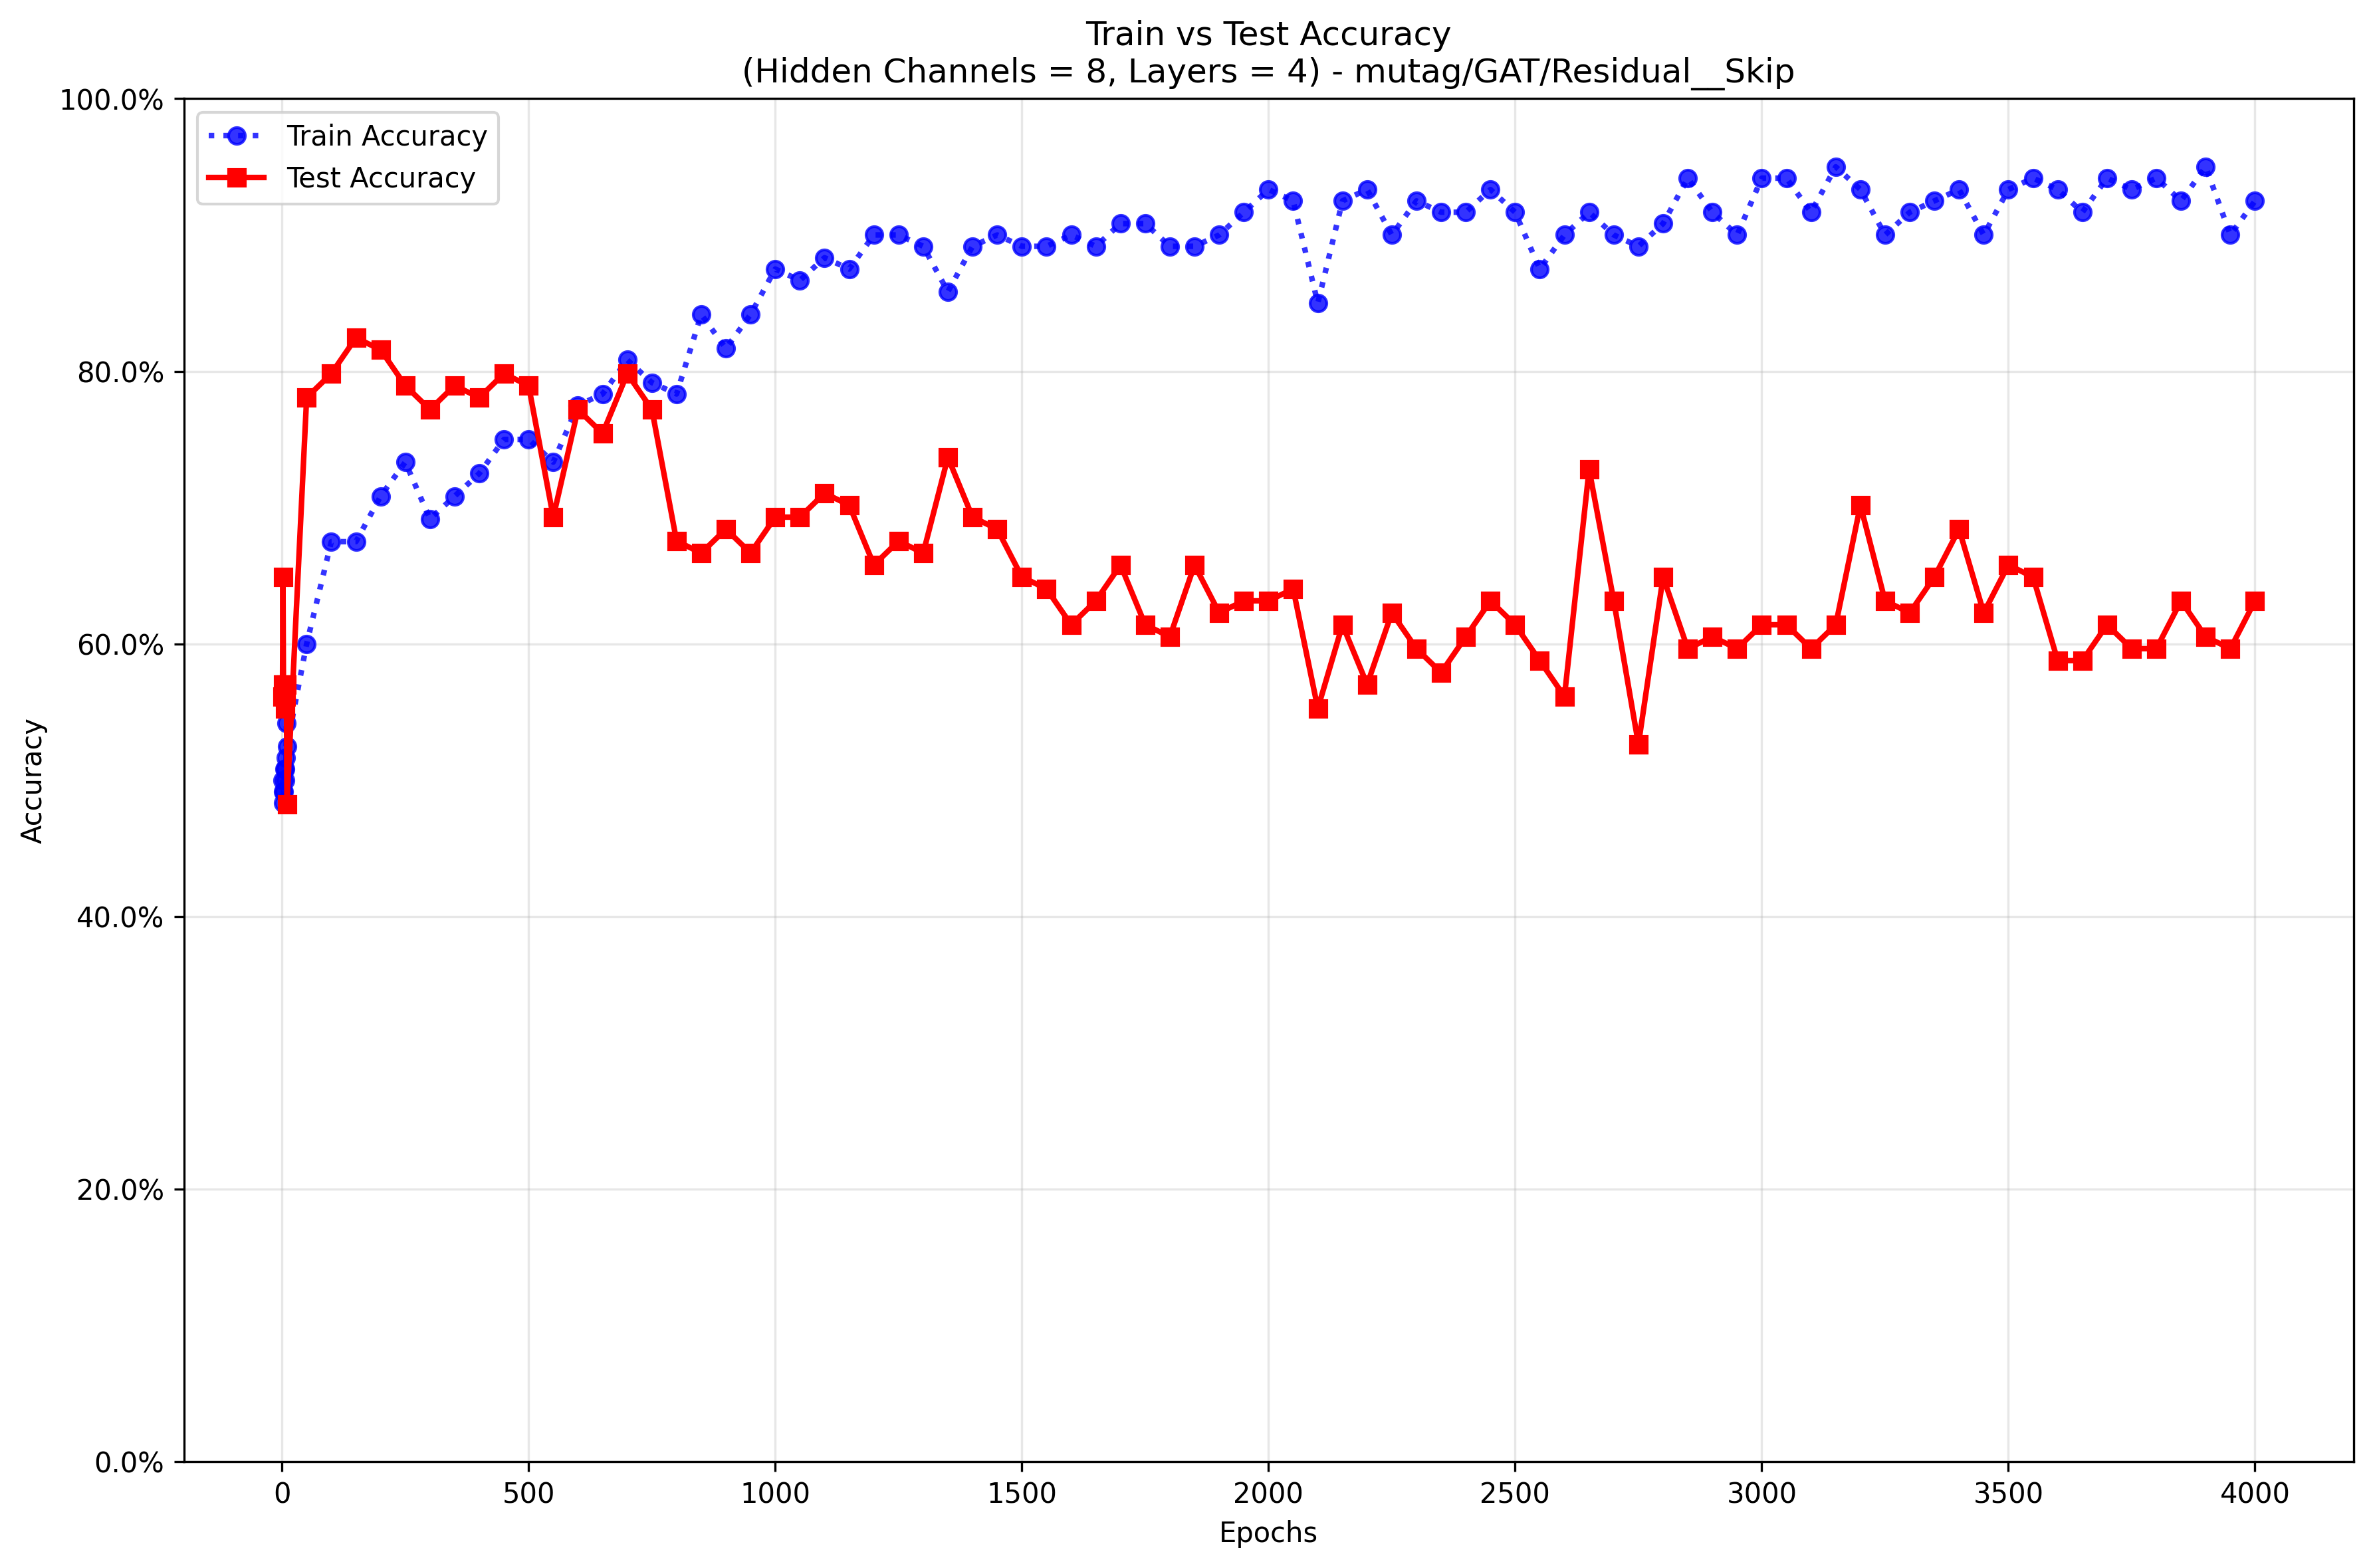 Train vs Test Accuracy
(Hidden Channels = 8, Layers = 4) - mutag/GAT/Residual__Skip
100.0%
80.0%
60.0%
40.0%
20.0%
0.0%
Train Accuracy
Test Accuracy
Accuracy
0 500 1000 1500 2000 2500 3000 3500 4000
Epochs